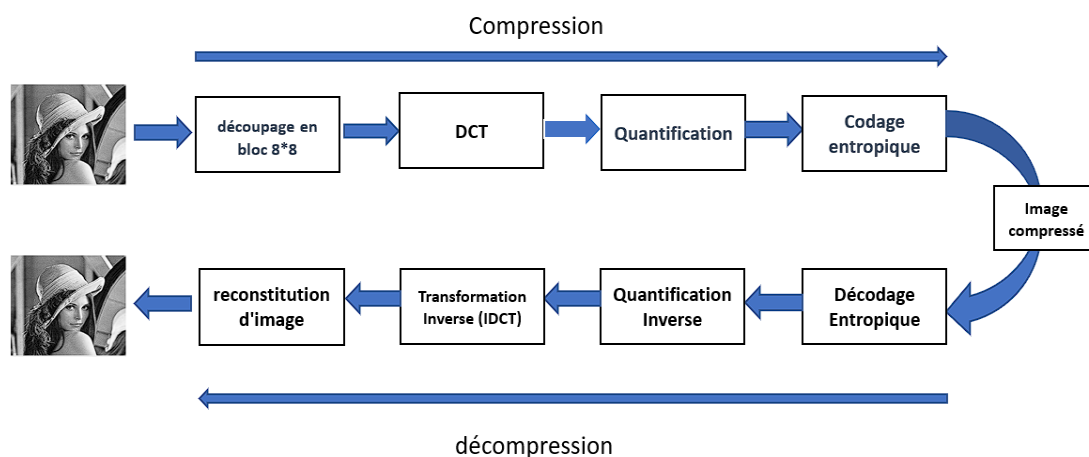 Compression
découpage en
bloc 8*8
DCT
Quantification
Codage
entropique
Image
compressé
reconstitution
d'image
Transformation
Inverse (IDCT)
Quantification
Inverse
Décodage
Entropique
décompression